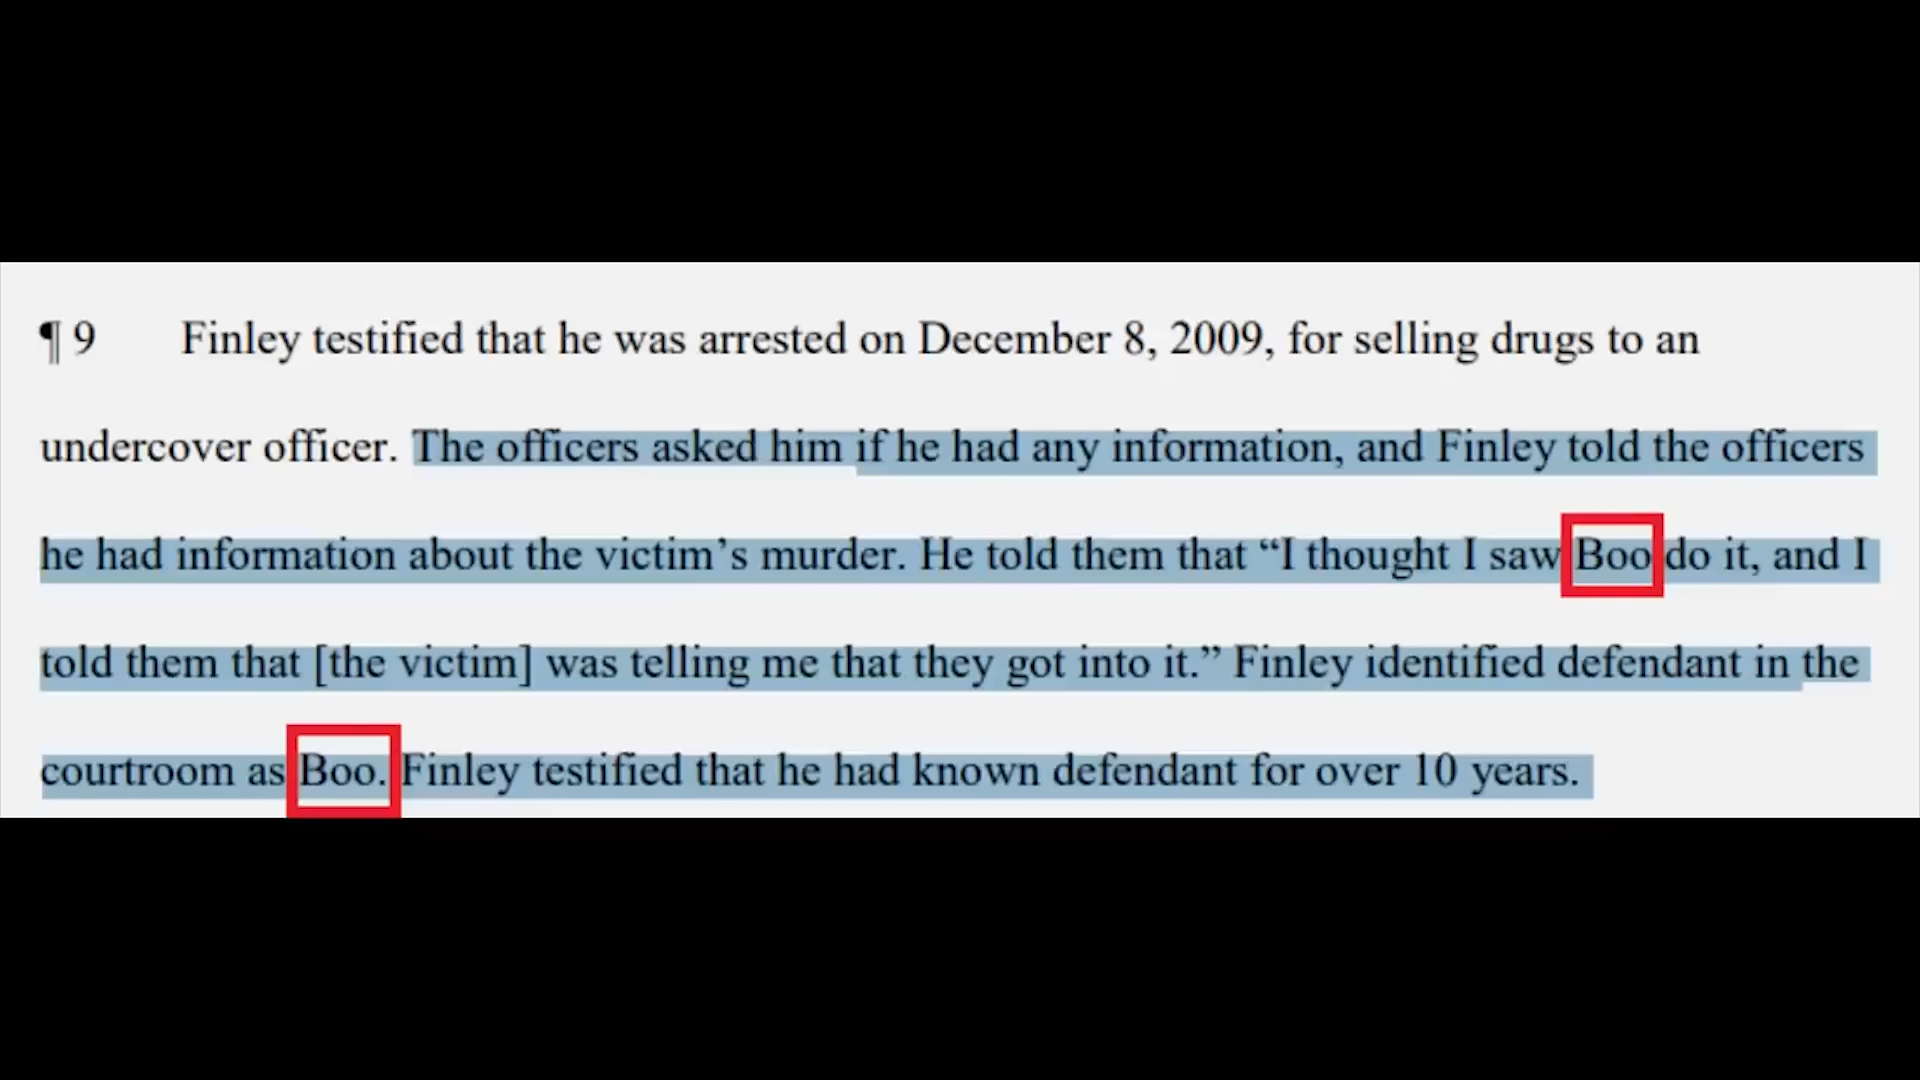 ¶ 9 Finley testified that he was arrested on December 8, 2009, for selling drugs to an
undercover officer. The officers asked him if he had any information, and Finley told the officers
he had information about the victim’s murder. He told them that “I thought I saw Boo do it, and I
told them that [the victim] was telling me that they got into it.” Finley identified defendant in the
courtroom as Boo. Finley testified that he had known defendant for over 10 years.